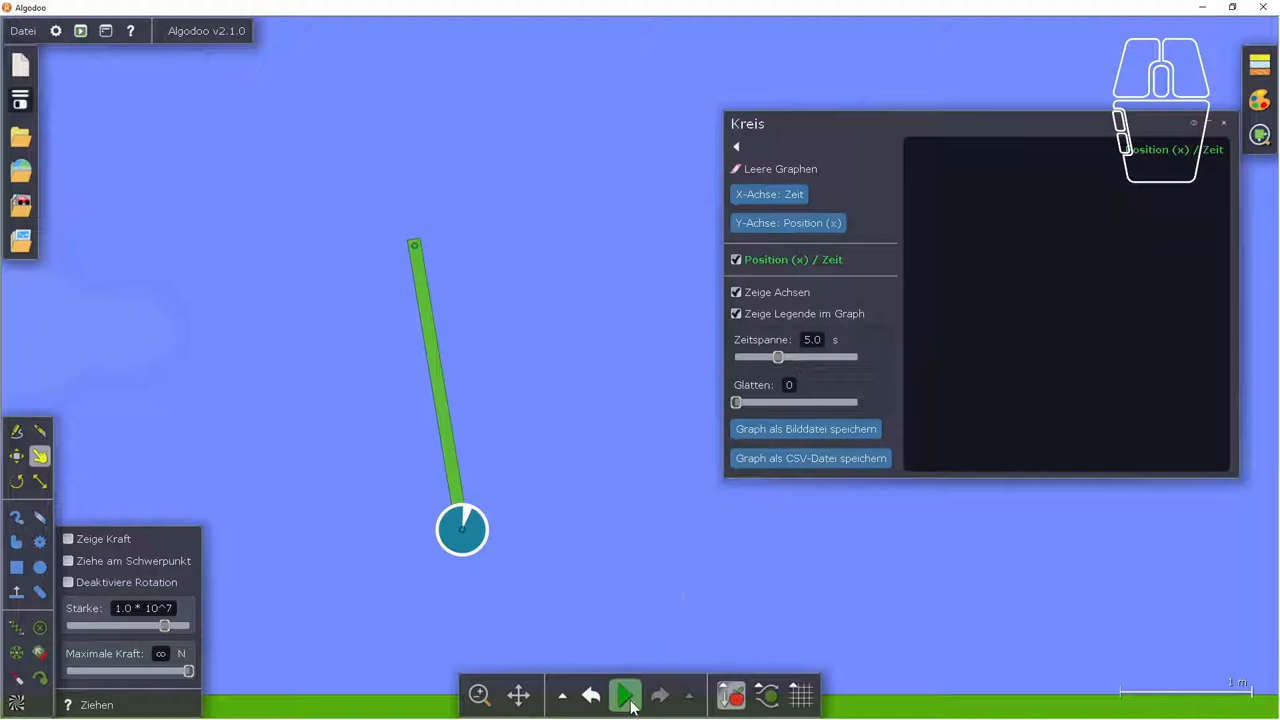 Algodoo
Datei
?
Algodoo v2.1.0
Kreis
Leere Graphen
X-Achse: Zeit
Y-Achse: Position (x)
Position (x) / Zeit
Zeige Achsen
Zeige Legende im Graph
Zeitspanne: 5.0 s
Glätten: 0
Graph als Bilddatei speichern
Graph als CSV-Datei speichern
Position (x) / Zeit
Zeige Kraft
Ziehe am Schwerpunkt
Deaktiviere Rotation
Stärke: 1.0 * 10^7
Maximale Kraft: ∞ N
? Ziehen
1 m